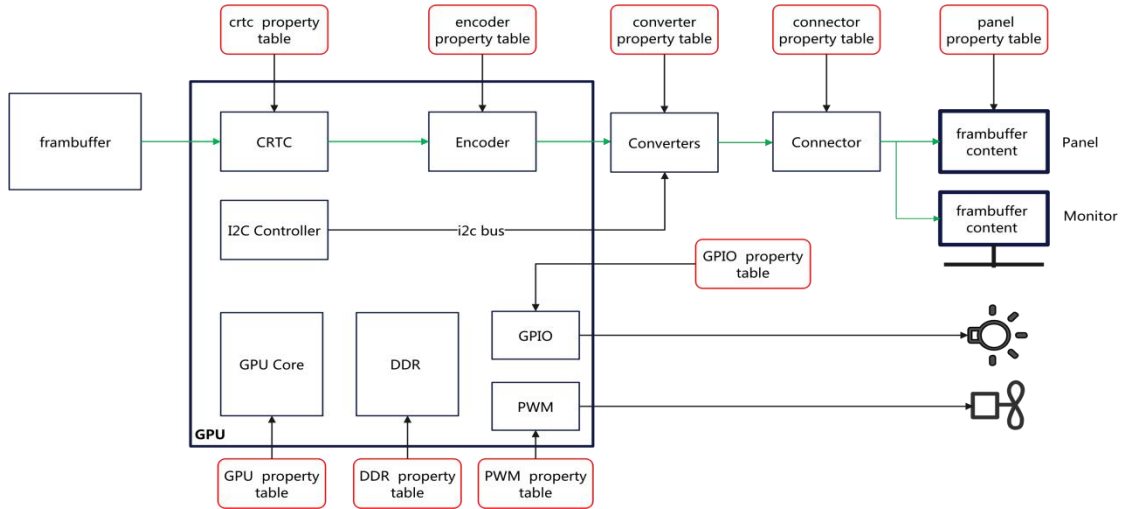 crtc property
table
encoder
property table
converter
property table
connector
property table
panel
property table
frambuffer
CRTC
Encoder
Converters
Connector
frambuffer
content
Panel
I2C Controller
i2c bus
frambuffer
content
Monitor
GPIO property
table
GPIO
GPU Core
DDR
PWM
GPU
GPU property
table
DDR property
table
PWM property
table